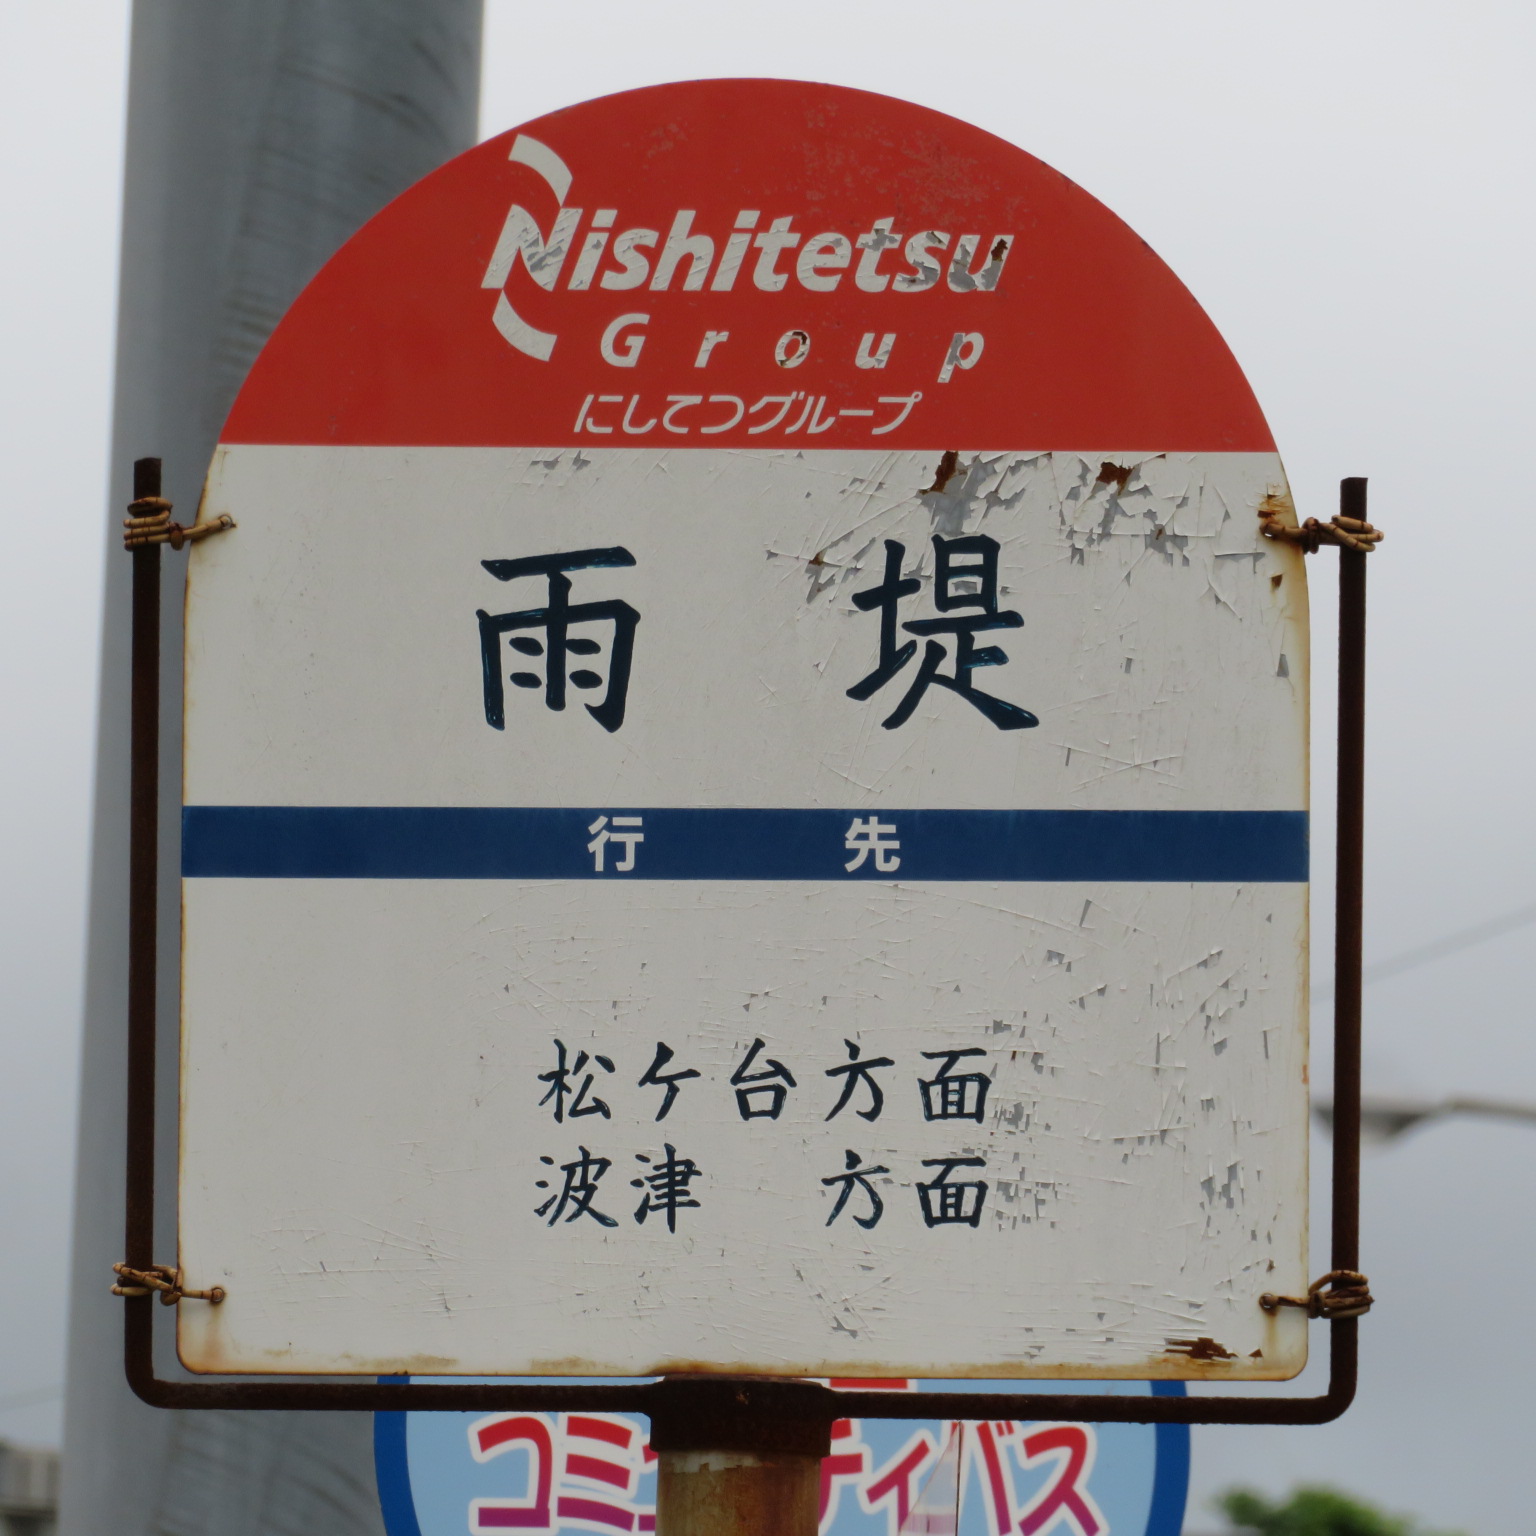 Nishitetsu
Group
にしてつグループ
雨堤
行先
松ケ台方面
波津 方面